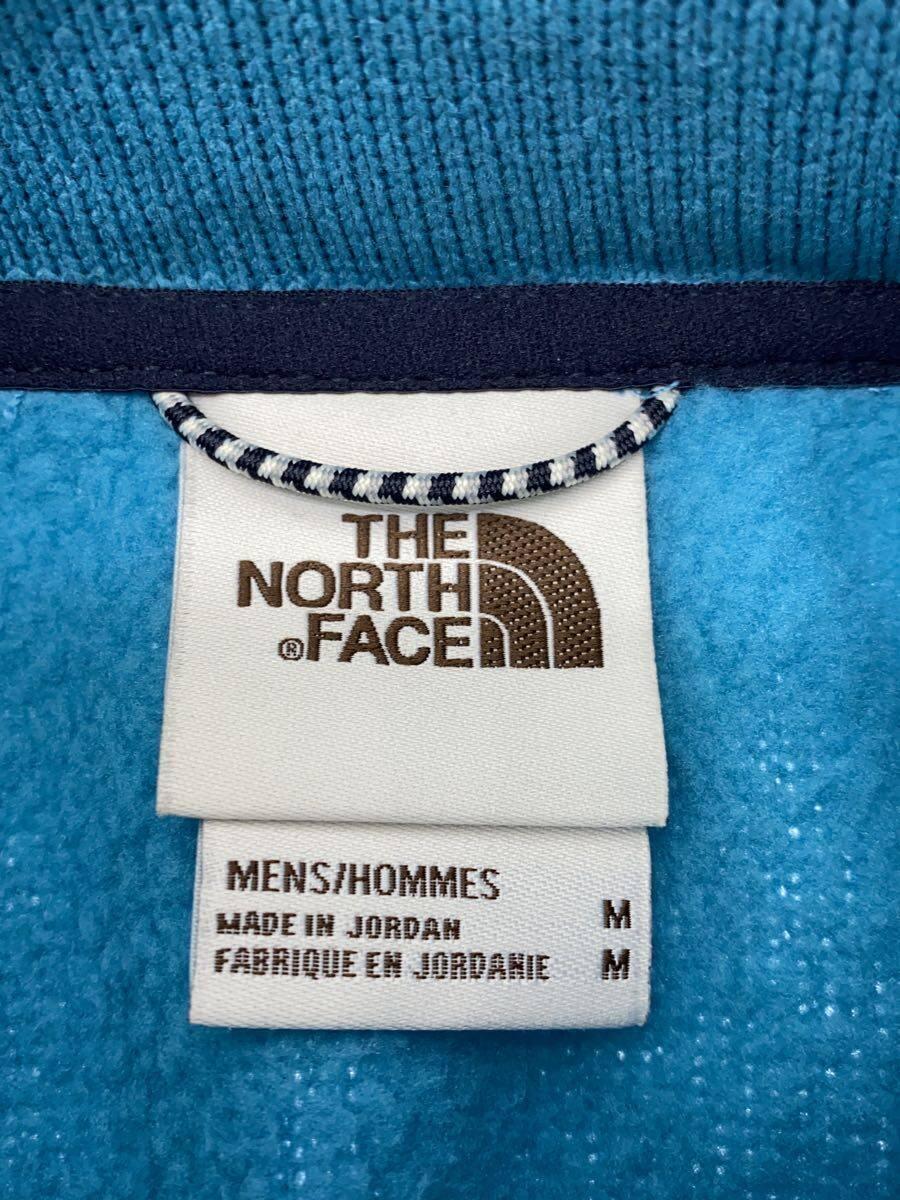 THE
NORTH
®FACE
MENS/HOMMES
MADE IN JORDAN M
FABRIQUE EN JORDANIE M